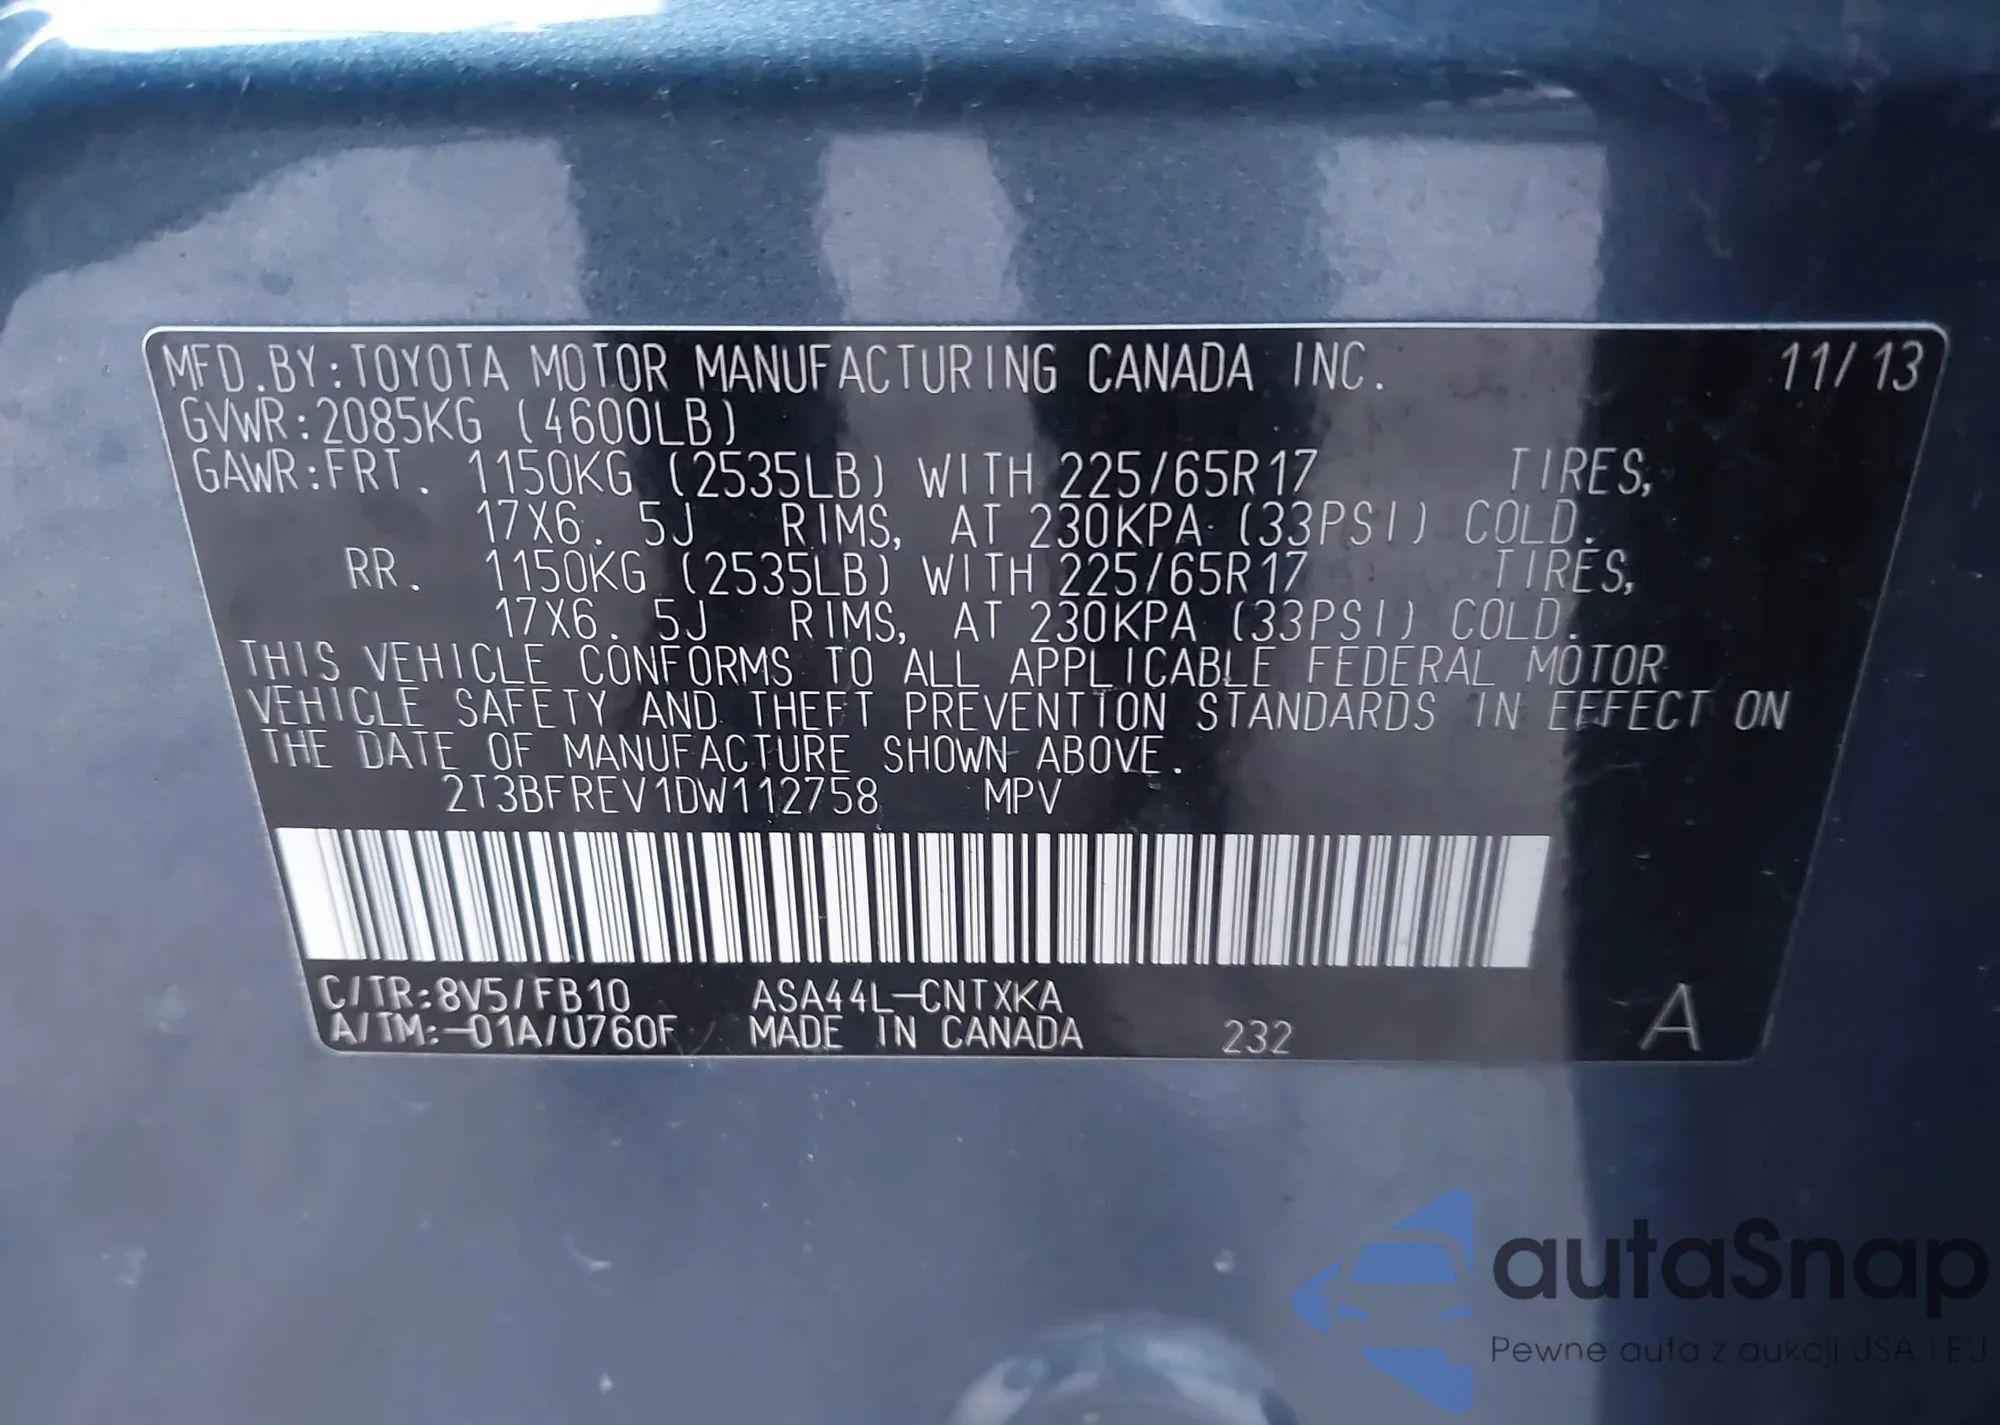 MFD.BY:TOYOTA MOTOR MANUFACTURING CANADA INC. 11/13
GVWR:2085KG (4600LB)
GAWR:FRT. 1150KG (2535LB) WITH 225/65R17 TIRES,
17X6.5J RIMS, AT 230KPA (33PSI) COLD.
RR. 1150KG (2535LB) WITH 225/65R17 TIRES,
17X6.5J RIMS, AT 230KPA (33PSI) COLD.
THIS VEHICLE CONFORMS TO ALL APPLICABLE FEDERAL MOTOR
VEHICLE SAFETY AND THEFT PREVENTION STANDARDS IN EFFECT ON
THE DATE OF MANUFACTURE SHOWN ABOVE.
2T3BFREV1DW112758 MPV
C/TR:8V5/FB10 ASA44L-CNTXKA
A/TM:-01A/U760F MADE IN CANADA 232 A
autaSnap
Pewne auta z aukcji USA i EU